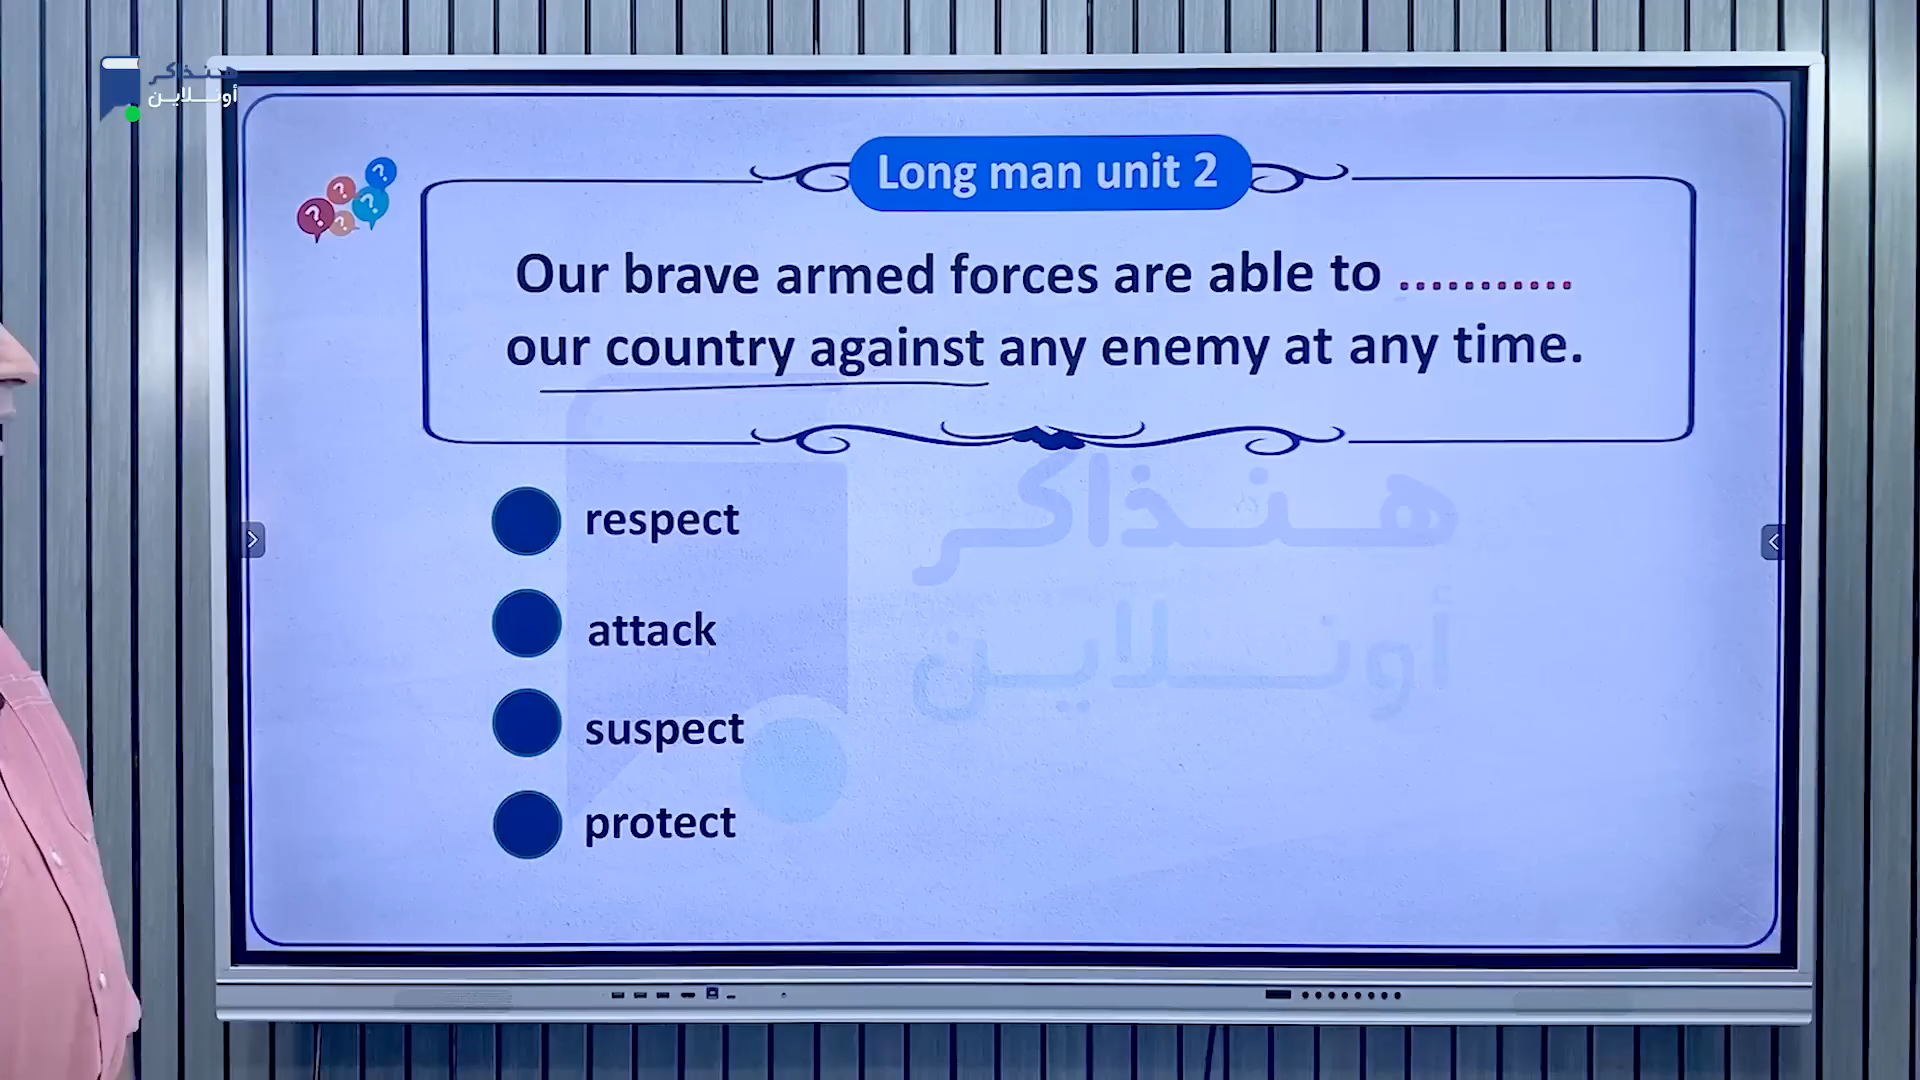 هنذاكر
أونلاين
Long man unit 2
Our brave armed forces are able to ...........
our country against any enemy at any time.
respect
attack
suspect
protect
هنذاكر
أونلاين